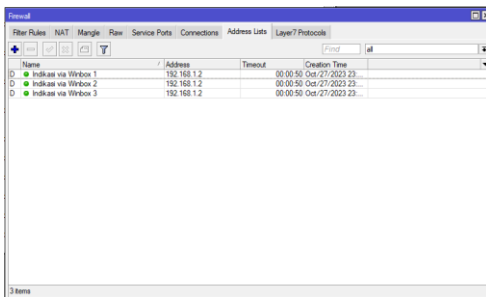 Firewall
Filter Rules NAT Mangle Raw Service Ports Connections Address Lists Layer7 Protocols
Find all
Name Address Timeout Creation Time
D Indikasi via Winbox 1 192.168.1.2 00:00:50 Oct/27/2023 23:...
D Indikasi via Winbox 2 192.168.1.2 00:00:50 Oct/27/2023 23:...
D Indikasi via Winbox 3 192.168.1.2 00:00:50 Oct/27/2023 23:...
3 items